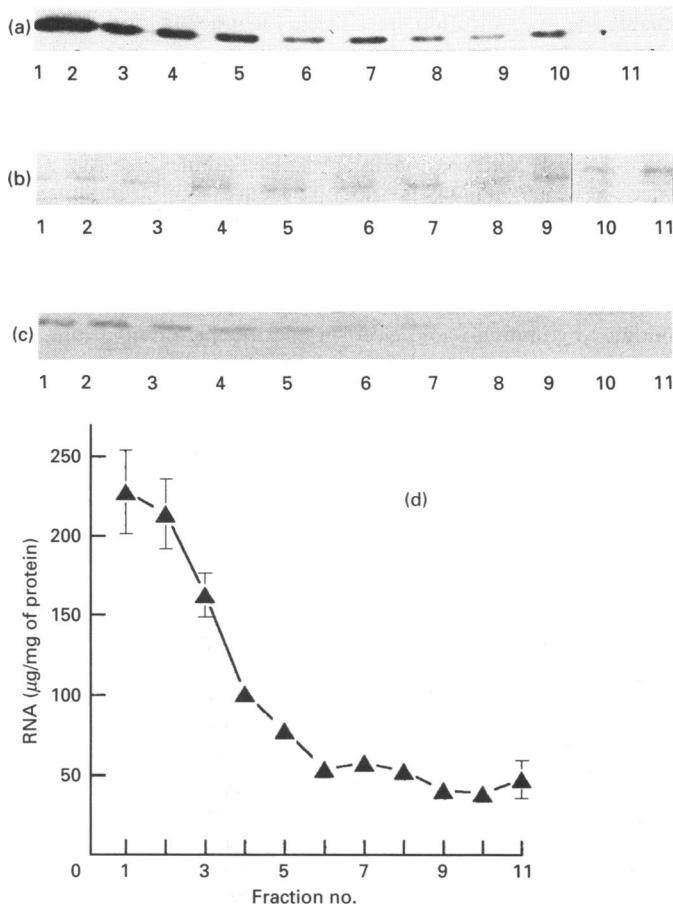 (a)
1 2 3 4 5 6 7 8 9 10 11
(b)
1 2 3 4 5 6 7 8 9 10 11
(c)
1 2 3 4 5 6 7 8 9 10 11
(d)
RNA (μg/mg of protein)
250
200
150
100
50
0 1 3 5 7 9 11
Fraction no.